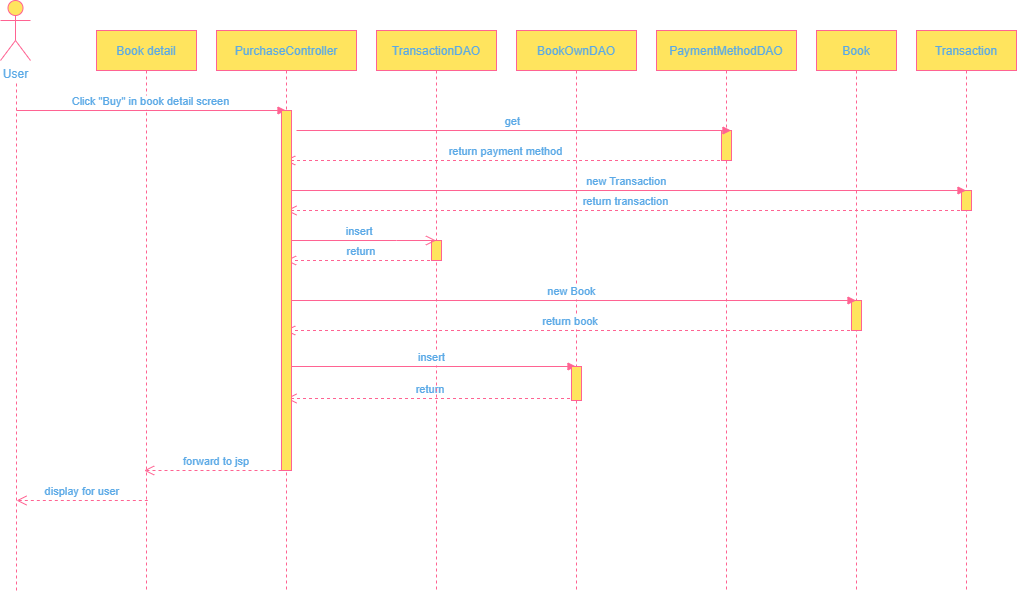 User
Book detail
PurchaseController
TransactionDAO
BookOwnDAO
PaymentMethodDAO
Book
Transaction
Click "Buy" in book detail screen
get
return payment method
new Transaction
return transaction
insert
return
new Book
return book
insert
return
forward to jsp
display for user